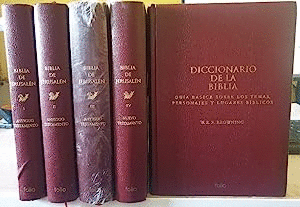 BIBLIA
DE
JERUSALÉN
ANTIGUO
TESTAMENTO
folio
BIBLIA
DE
JERUSALÉN
ANTIGUO
TESTAMENTO
folio
BIBLIA
DE
JERUSALÉN
ANTIGUO
TESTAMENTO
folio
BIBLIA
DE
JERUSALÉN
IV
NUEVO
TESTAMENTO
folio
DICCIONARIO
DE LA
BIBLIA
GUÍA BÁSICA SOBRE LOS TEMAS,
PERSONAJES Y LUGARES BÍBLICOS
W. R. F. BROWNING
folio